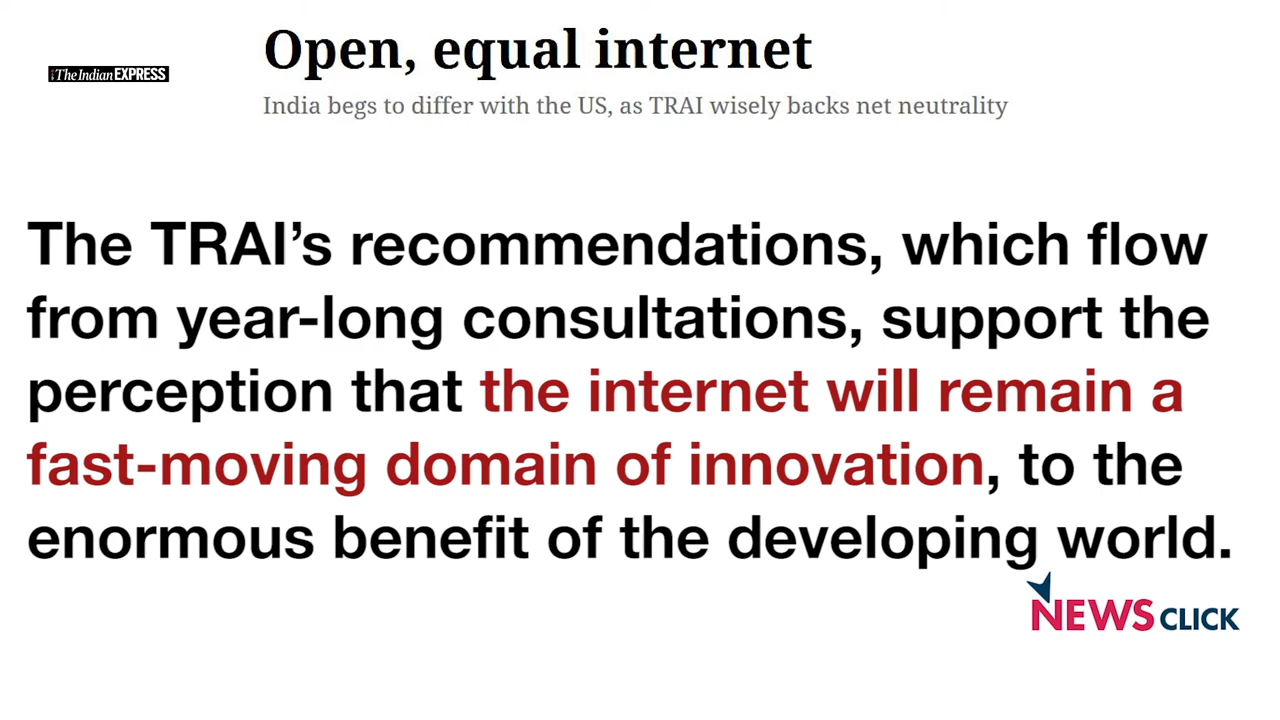 Open, equal internet
The Indian EXPRESS
India begs to differ with the US, as TRAI wisely backs net neutrality
The TRAI’s recommendations, which flow
from year-long consultations, support the
perception that the internet will remain a
fast-moving domain of innovation, to the
enormous benefit of the developing world.
NEWS CLICK